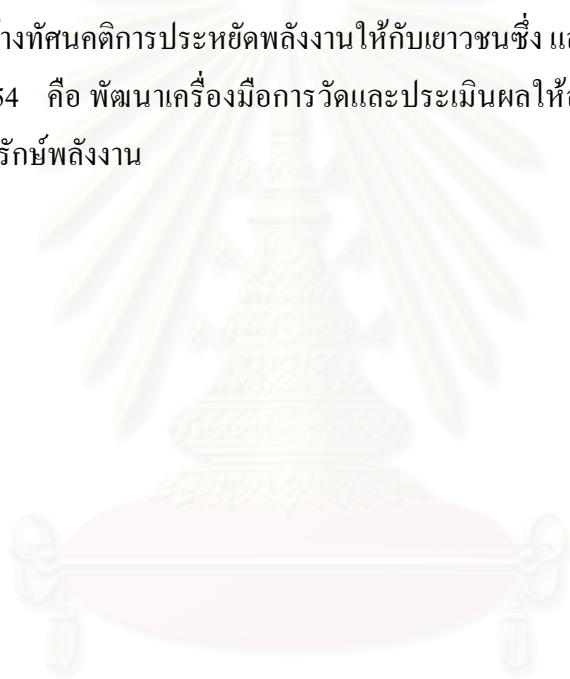 างทัศนคติการประหยัดพลังงานให้กับเยาวชนซึ่ง
54 คือ พัฒนาเครื่องมือการวัดและประเมินผลให้
รักษ์พลังงาน